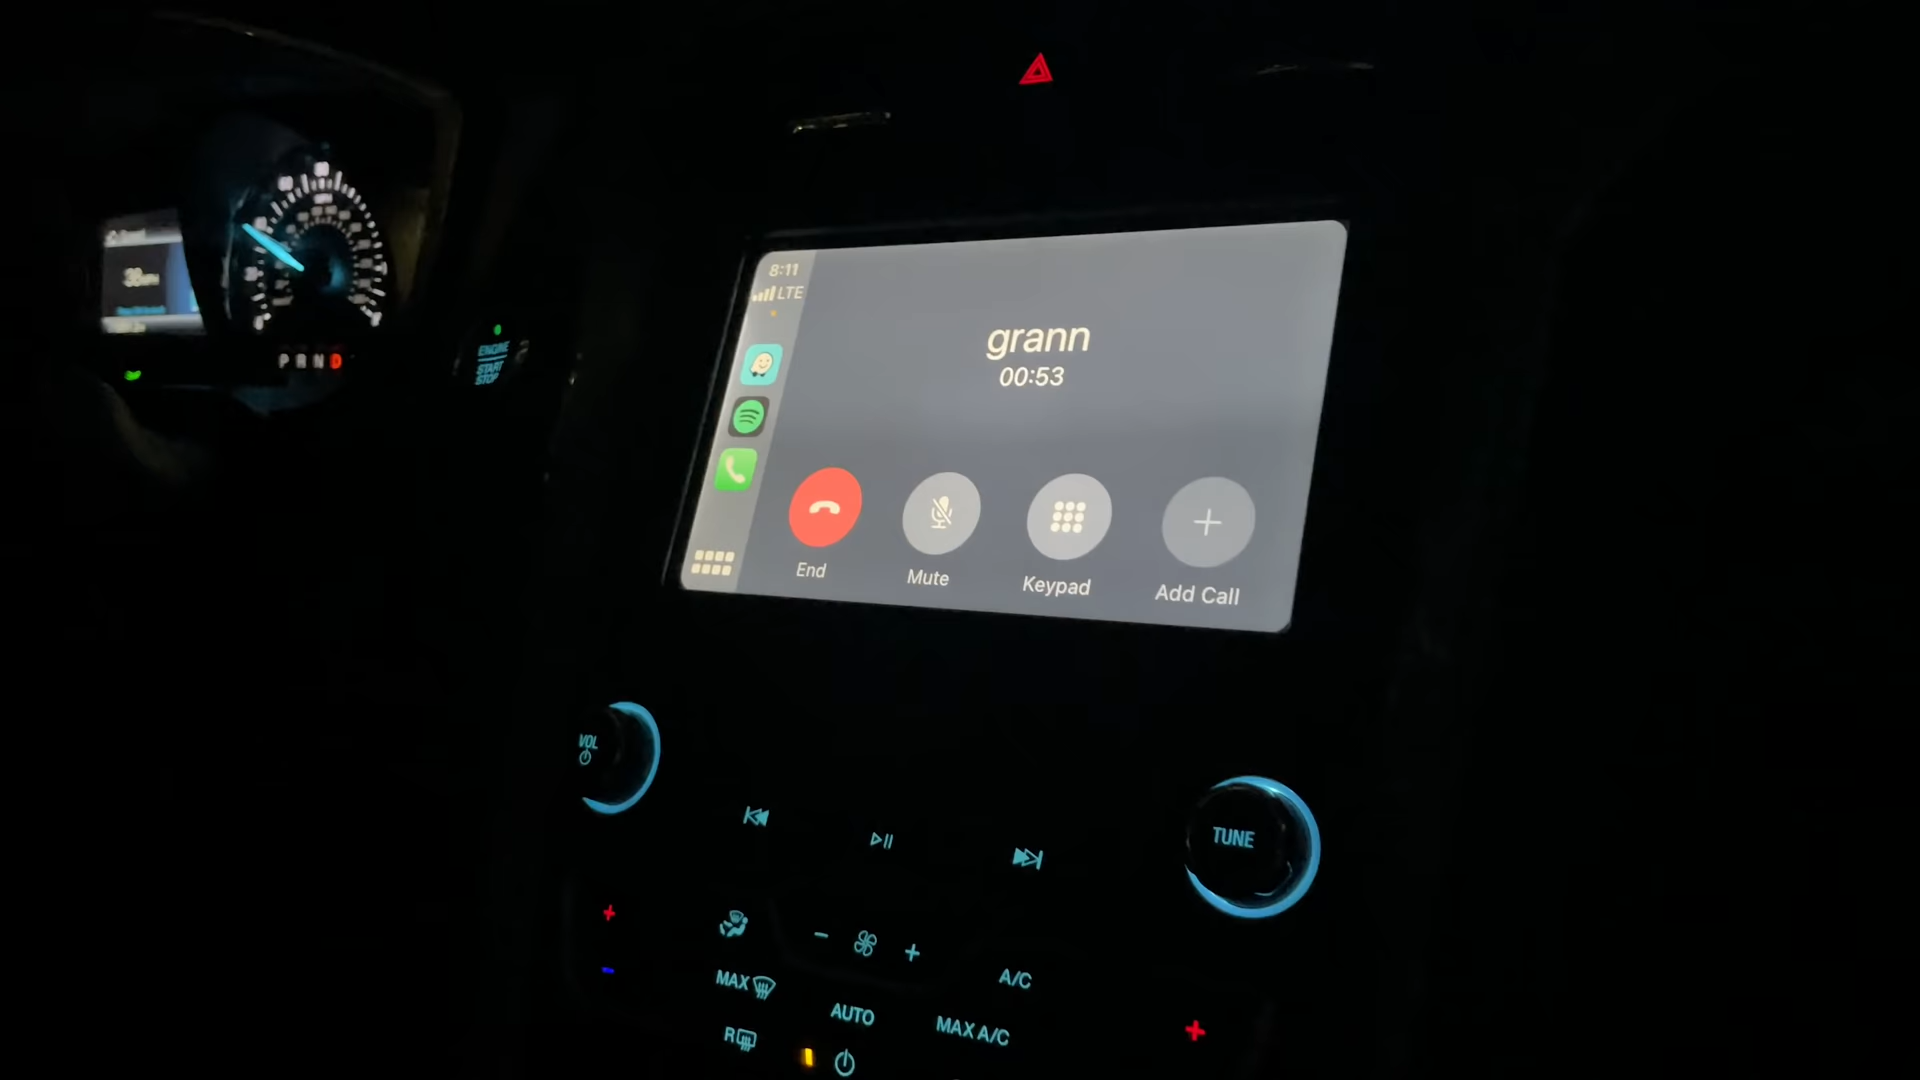 8:11
LTE
grann
00:53
End
Mute
Keypad
Add Call
P R N D
ENGINE
START
STOP
VOL
TUNE
A/C
MAX
AUTO
MAX A/C
R